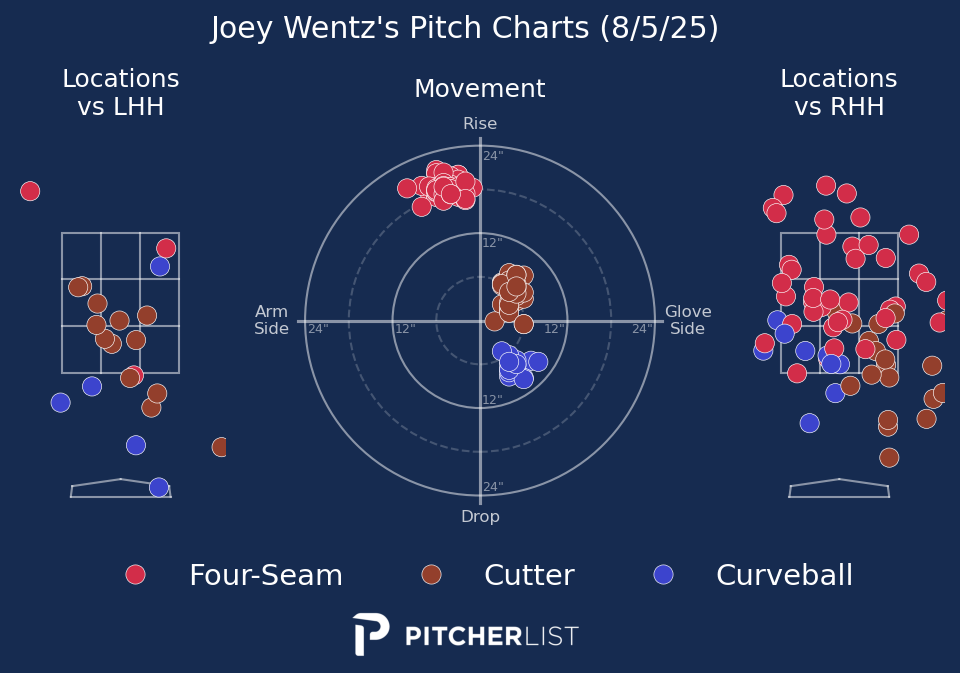 Joey Wentz's Pitch Charts (8/5/25)
Locations
vs LHH
Movement
Locations
vs RHH
Rise
24"
12"
Arm
Side
24"
12"
12"
24"
Glove
Side
12"
24"
Drop
Four-Seam
Cutter
Curveball
PITCHERLIST